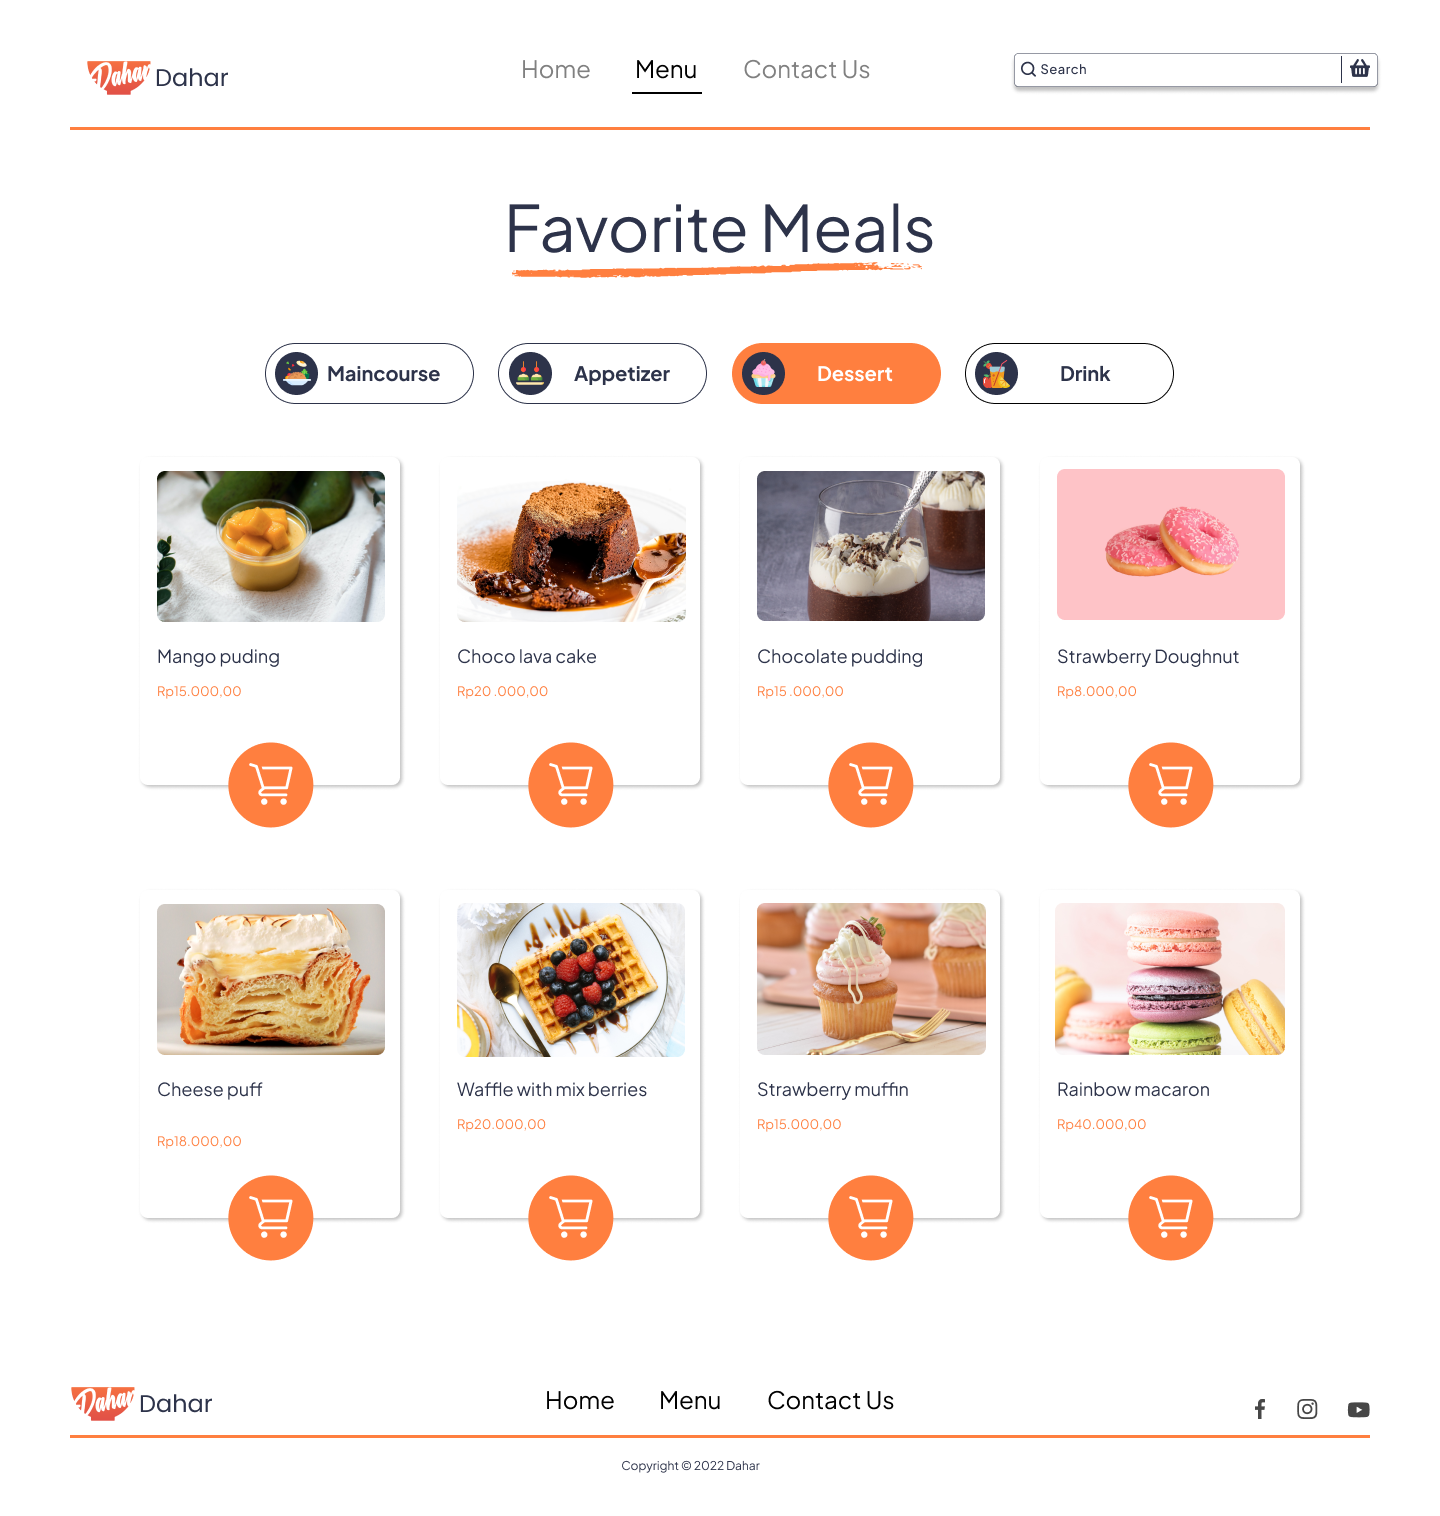 Dahar Dahar
Home Menu Contact Us
Search
Favorite Meals
Maincourse Appetizer Dessert Drink
Mango puding
Rp15.000,00
Choco lava cake
Rp20 .000,00
Chocolate pudding
Rp15 .000,00
Strawberry Doughnut
Rp8.000,00
Cheese puff
Rp18.000,00
Waffle with mix berries
Rp20.000,00
Strawberry muffin
Rp15.000,00
Rainbow macaron
Rp40.000,00
Dahar Dahar
Home Menu Contact Us
Copyright © 2022 Dahar